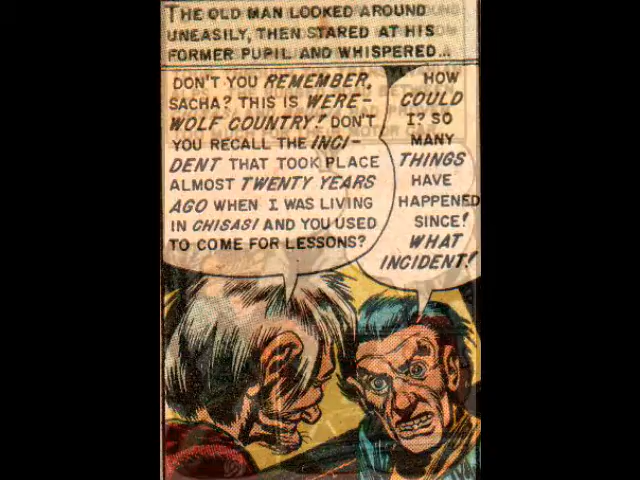 THE OLD MAN LOOKED AROUND
UNEASILY, THEN STARED AT HIS
FORMER PUPIL AND WHISPERED...
DON'T YOU REMEMBER,
SACHA? THIS IS WERE-
WOLF COUNTRY! DON'T
YOU RECALL THE INCI-
DENT THAT TOOK PLACE
ALMOST TWENTY YEARS
AGO WHEN I WAS LIVING
IN CHISASI AND YOU USED
TO COME FOR LESSONS?
HOW
COULD
I? SO
MANY
THINGS
HAVE
HAPPENED
SINCE!
WHAT
INCIDENT!